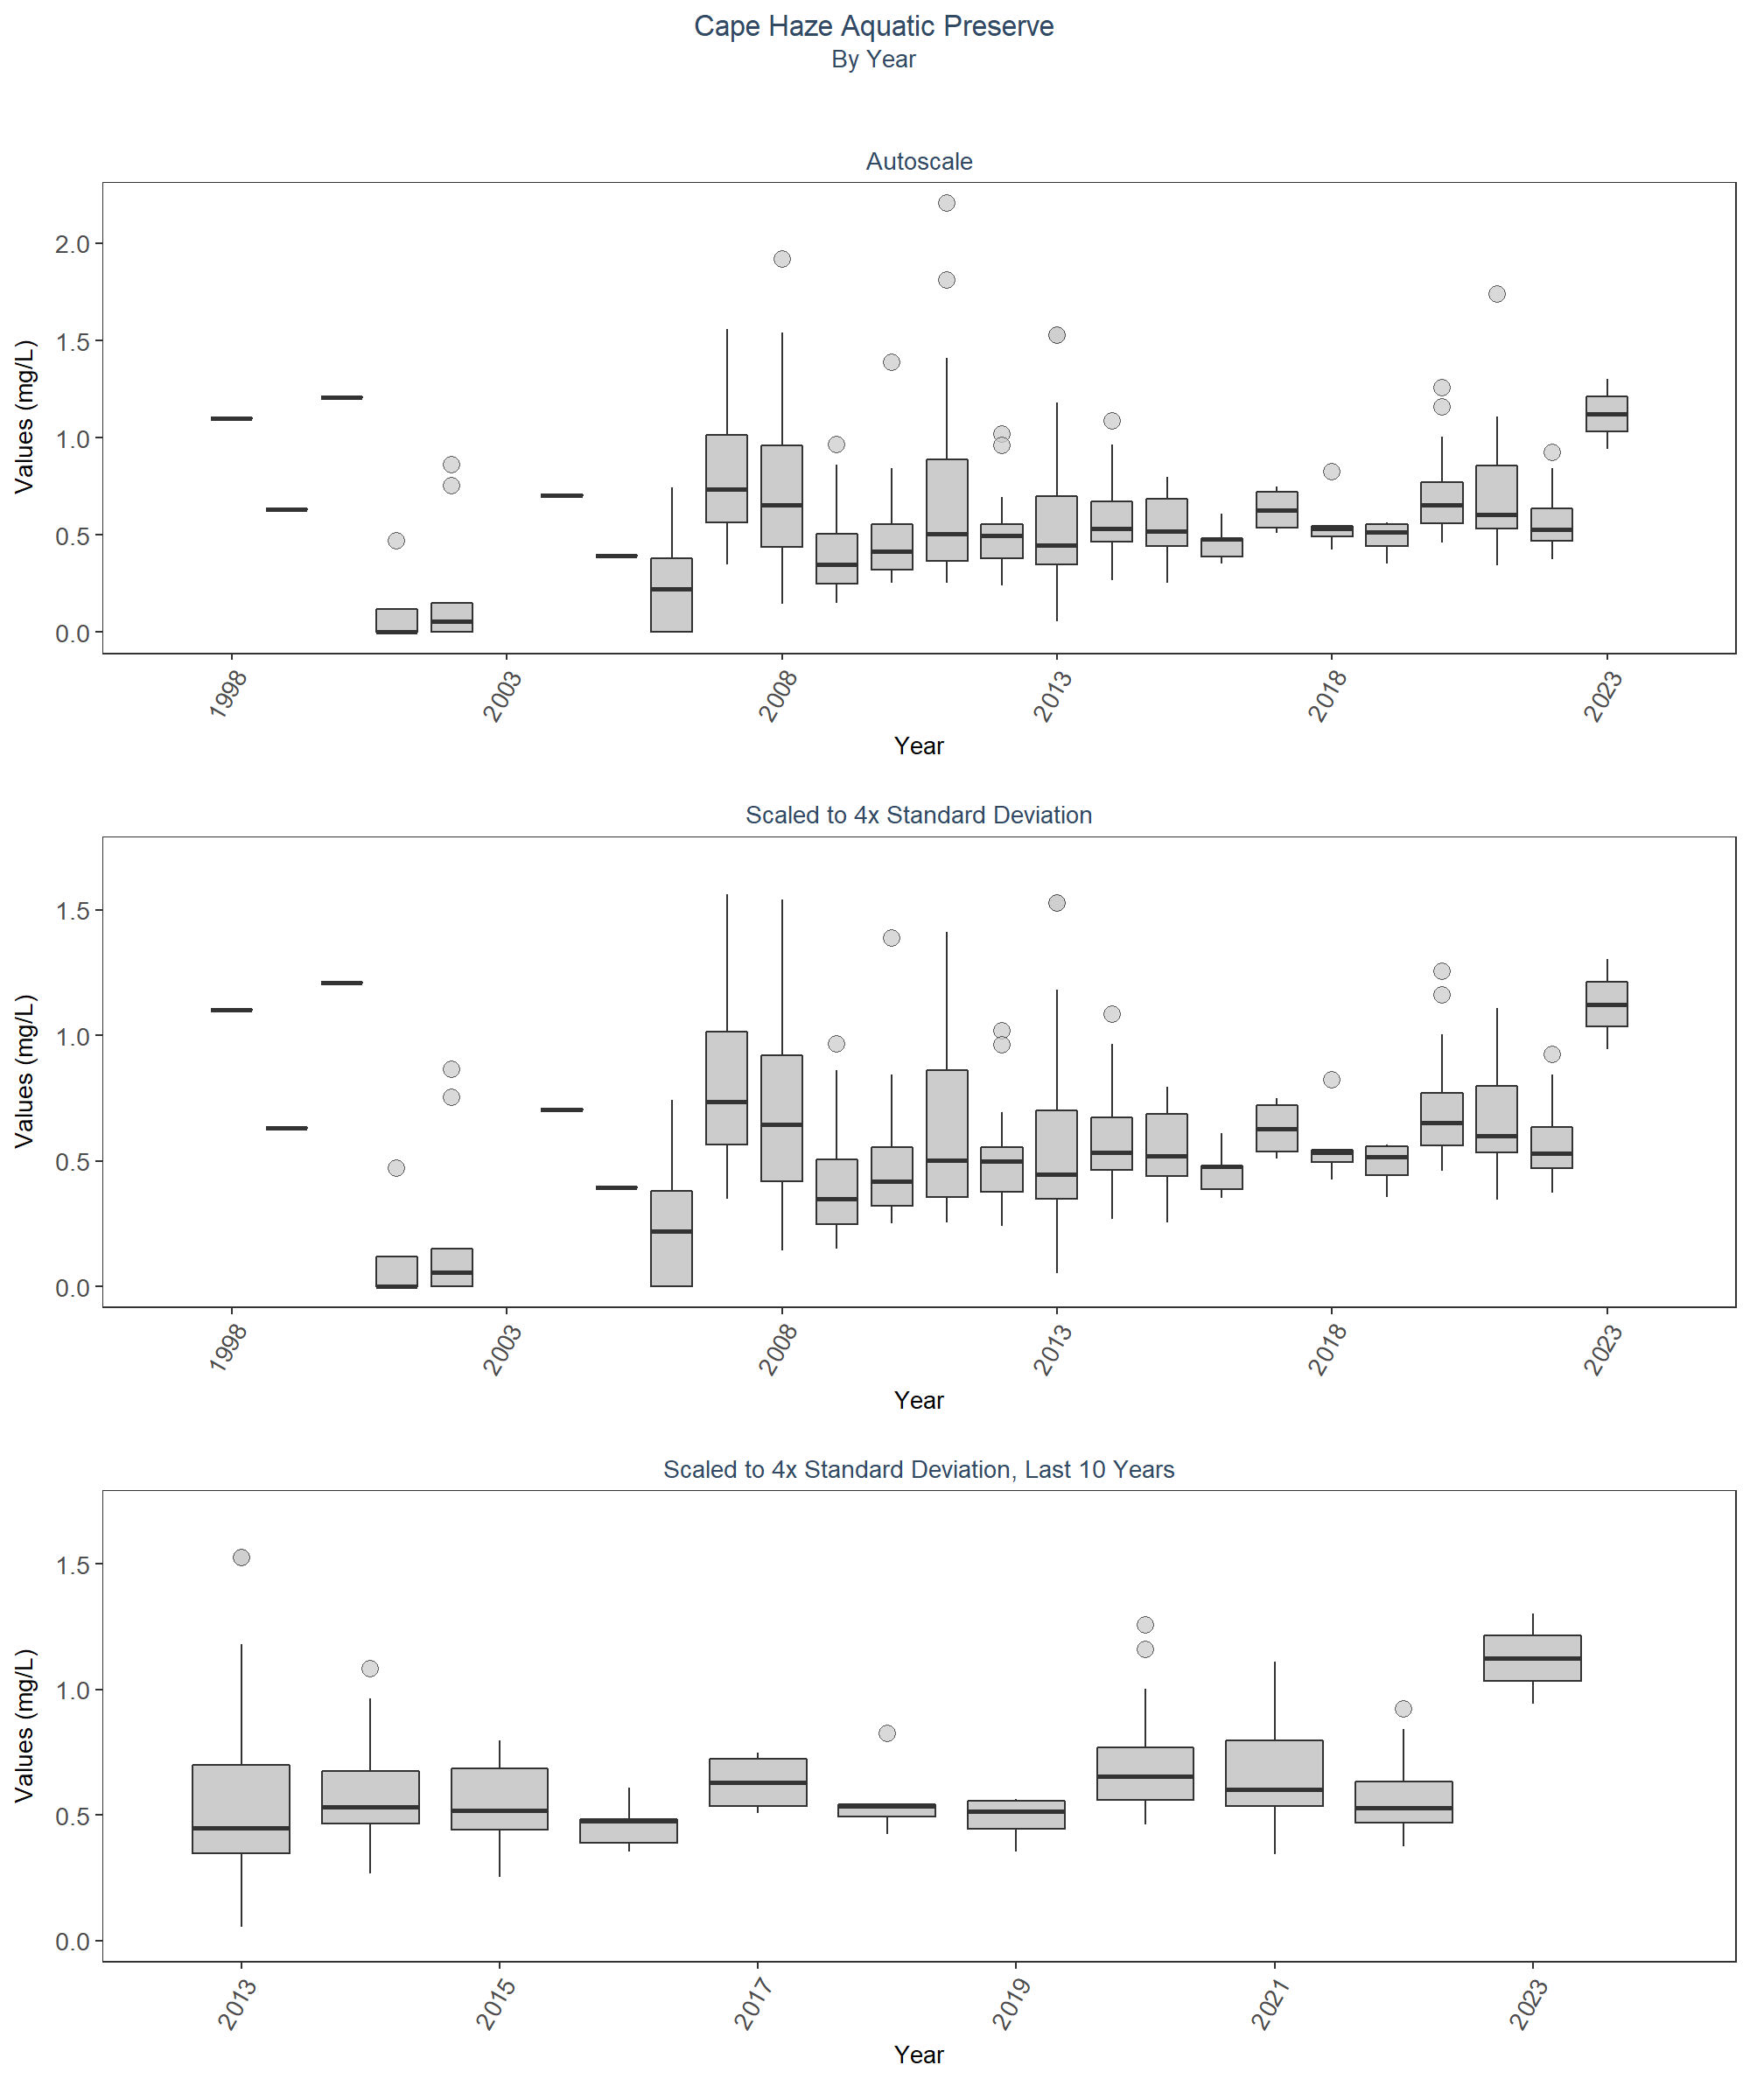 Cape Haze Aquatic Preserve
By Year
Autoscale
Values (mg/L)
2.0
1.5
1.0
0.5
0.0
1998 2003 2008 2013 2018 2023
Year
Scaled to 4x Standard Deviation
Values (mg/L)
1.5
1.0
0.5
0.0
1998 2003 2008 2013 2018 2023
Year
Scaled to 4x Standard Deviation, Last 10 Years
Values (mg/L)
1.5
1.0
0.5
0.0
2013 2015 2017 2019 2021 2023
Year